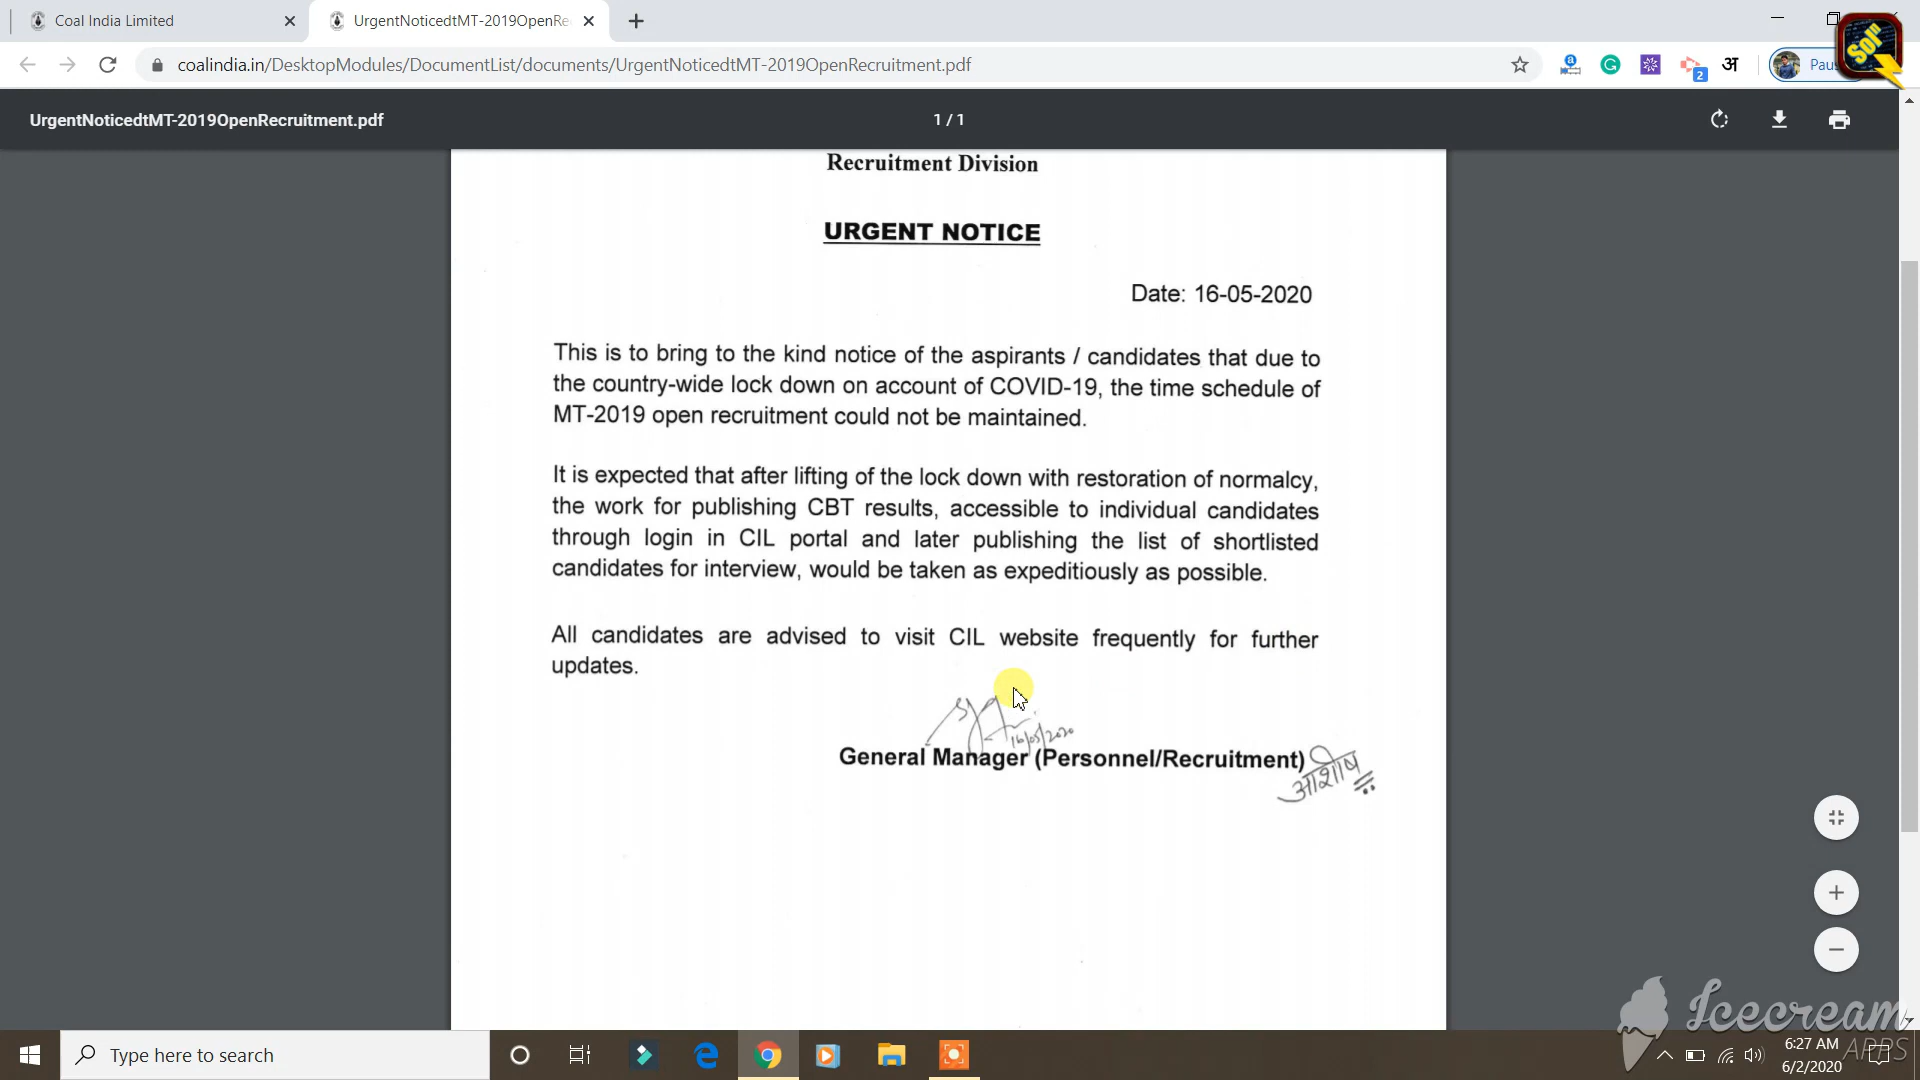 Coal India Limited
UrgentNoticedtMT-2019OpenRe
coalindia.in/DesktopModules/DocumentList/documents/UrgentNoticedtMT-2019OpenRecruitment.pdf
2
अ
Pau
Soln
UrgentNoticedtMT-2019OpenRecruitment.pdf
1 / 1
Recruitment Division
URGENT NOTICE
Date: 16-05-2020
This is to bring to the kind notice of the aspirants / candidates that due to
the country-wide lock down on account of COVID-19, the time schedule of
MT-2019 open recruitment could not be maintained.
It is expected that after lifting of the lock down with restoration of normalcy,
the work for publishing CBT results, accessible to individual candidates
through login in CIL portal and later publishing the list of shortlisted
candidates for interview, would be taken as expeditiously as possible.
All candidates are advised to visit CIL website frequently for further
updates.
16/05/2020
General Manager (Personnel/Recruitment)
आशीष
Icecream
APPS
Type here to search
6:27 AM
6/2/2020